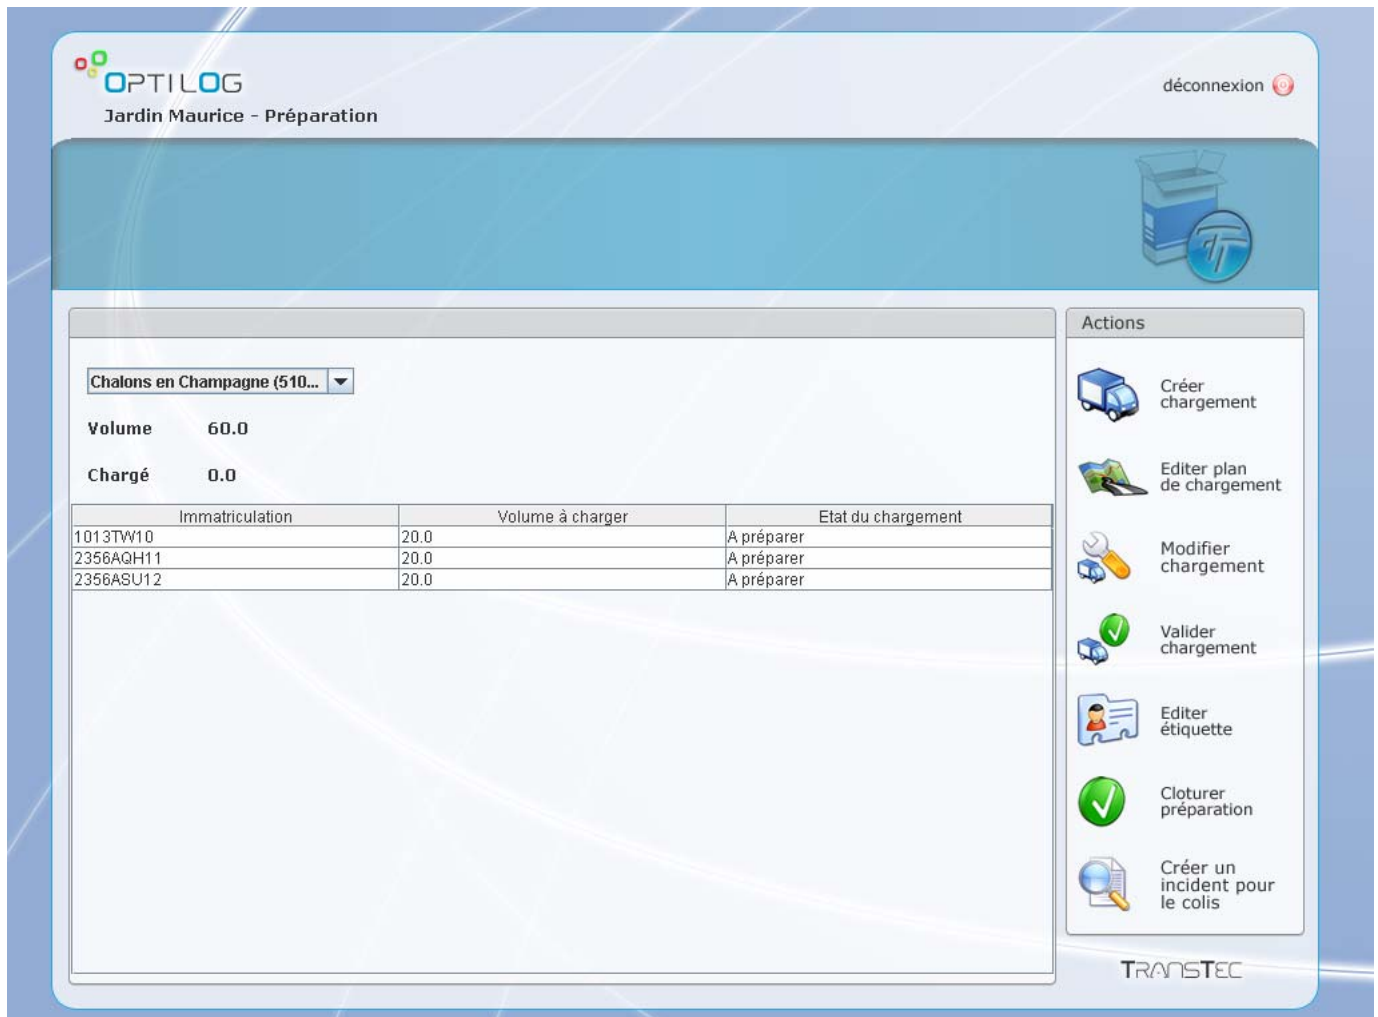 OPTILOG
déconnexion
Jardin Maurice - Préparation
Actions
Chalons en Champagne (510...
Volume 60.0
Chargé 0.0
Immatriculation Volume à charger Etat du chargement
1013TW10 20.0 A préparer
2356AQH11 20.0 A préparer
2356ASU12 20.0 A préparer
Créer
chargement
Editer plan
de chargement
Modifier
chargement
Valider
chargement
Editer
étiquette
Cloturer
préparation
Créer un
incident pour
le colis
TRANSTEC